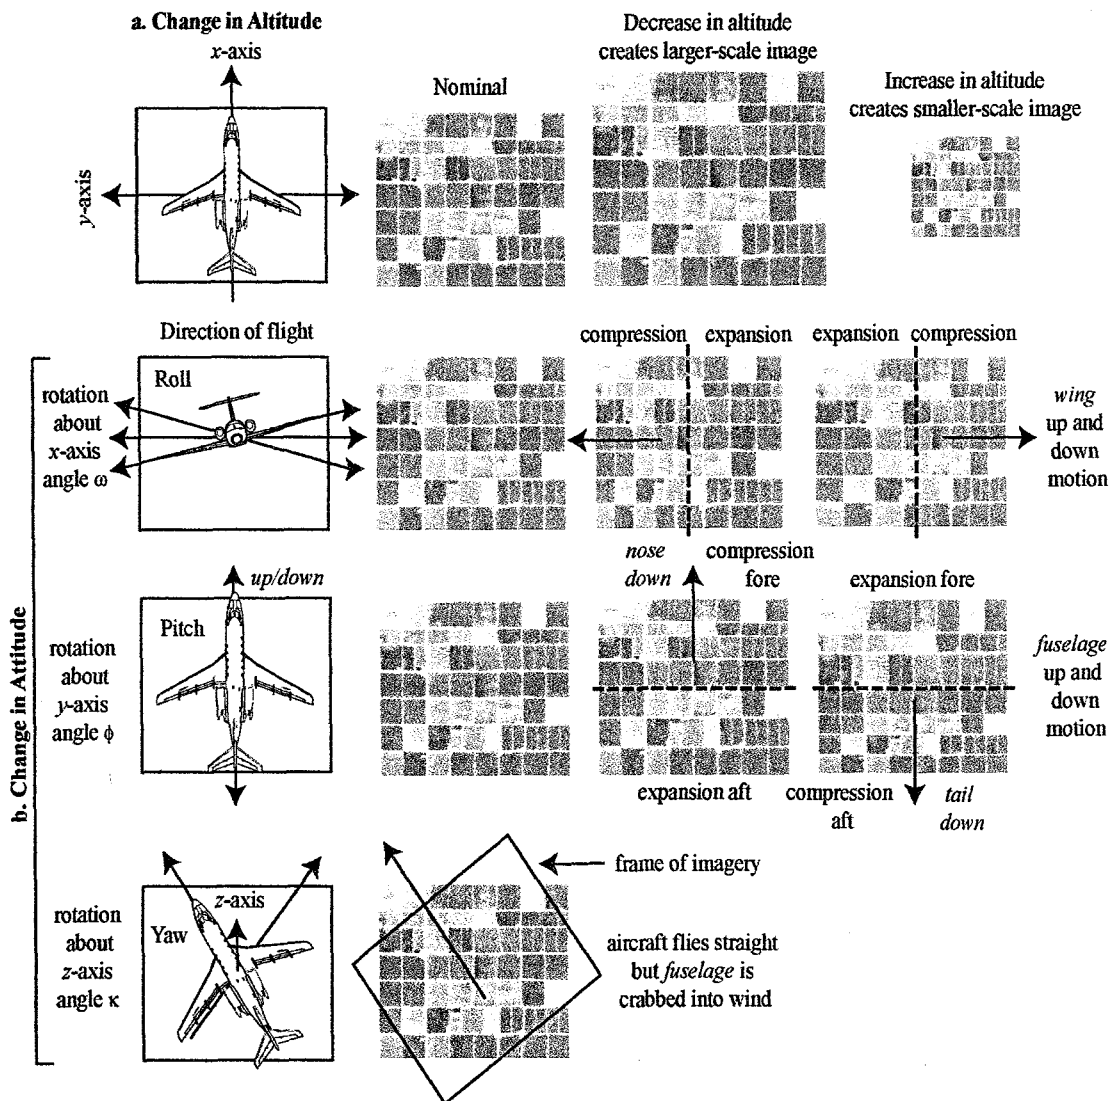 a. Change in Altitude
x-axis
y-axis
Nominal
Decrease in altitude
creates larger-scale image
Increase in altitude
creates smaller-scale image
Direction of flight
b. Change in Attitude
rotation
about
x-axis
angle ω
Roll
compression
expansion
expansion
compression
wing
up and
down
motion
rotation
about
y-axis
angle ϕ
up/down
Pitch
nose
down
compression
fore
expansion aft
expansion fore
compression
aft
tail
down
fuselage
up and
down
motion
rotation
about
z-axis
angle κ
Yaw
z-axis
frame of imagery
aircraft flies straight
but fuselage is
crabbed into wind